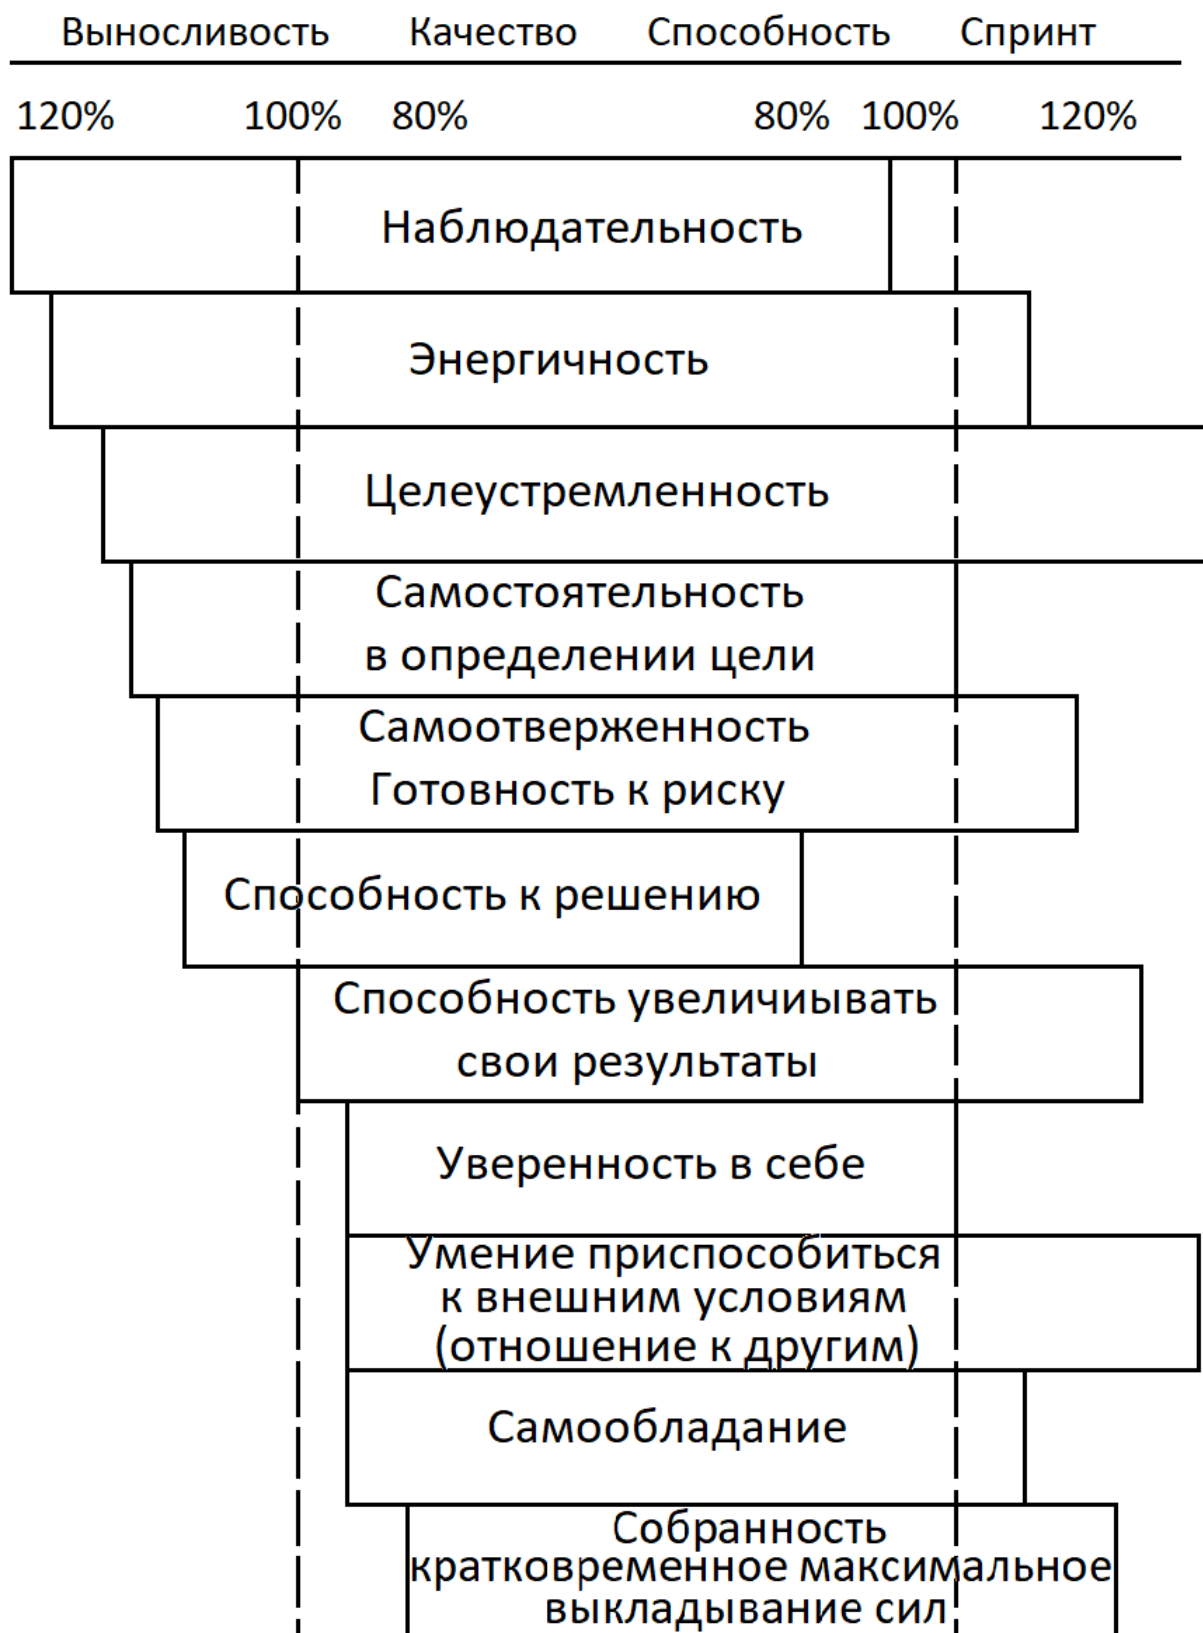 Выносливость Качество Способность Спринт
120% 100% 80% 80% 100% 120%
Наблюдательность
Энергичность
Целеустремленность
Самостоятельность
в определении цели
Самоотверженность
Готовность к риску
Способность к решению
Способность увеличиывать
свои результаты
Уверенность в себе
Умение приспособиться
к внешним условиям
(отношение к другим)
Самообладание
Собранность
кратковременное максимальное
выкладывание сил